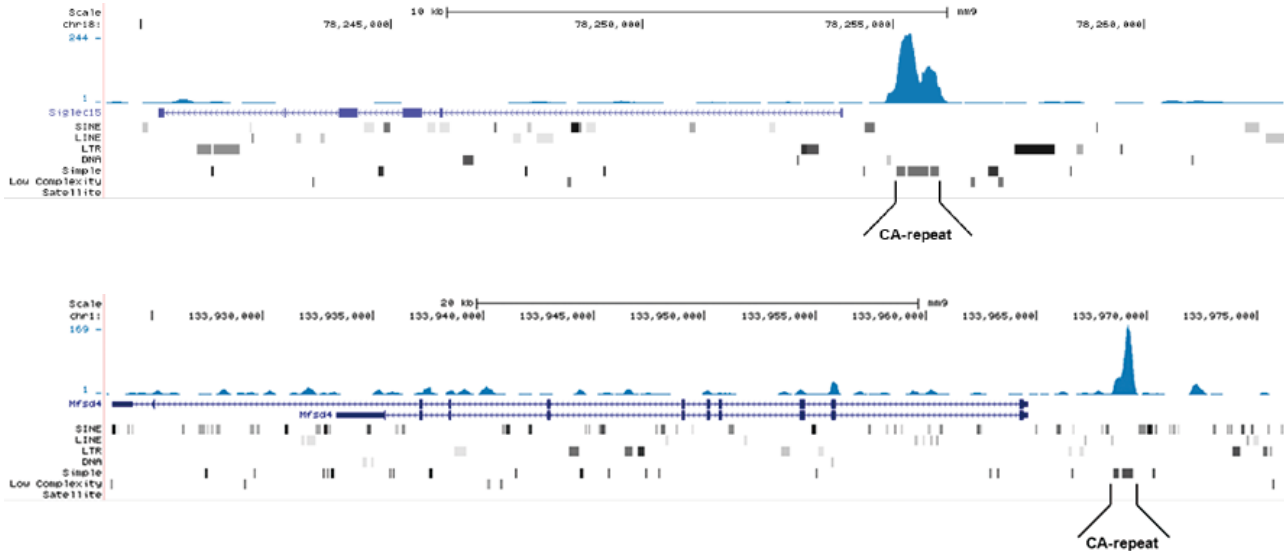 Scale 10 kb mm9
chr18: 78,245,000 78,250,000 78,255,000 78,260,000
244
1
Siglec15
SINE
LINE
LTR
DNA
Simple
Low Complexity
Satellite
CA-repeat
Scale 20 kb mm9
chr1: 133,930,000 133,935,000 133,940,000 133,945,000 133,950,000 133,955,000 133,960,000 133,965,000 133,970,000 133,975,000
169
1
Mfsd4
Mfsd4
SINE
LINE
LTR
DNA
Simple
Low Complexity
Satellite
CA-repeat